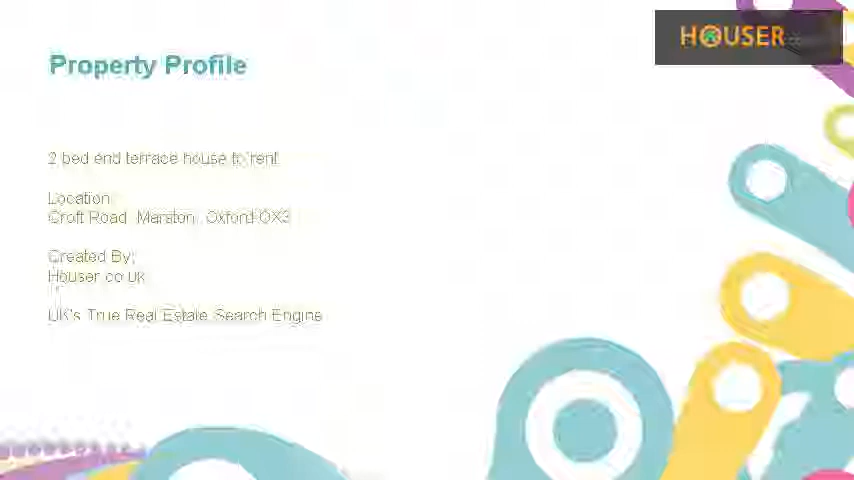 HOUSER
Property Profile
2 bed end terrace house to rent
Location:
Croft Road, Marston, Oxford OX3
Created By:
Houser.co.uk
UK's True Real Estate Search Engine